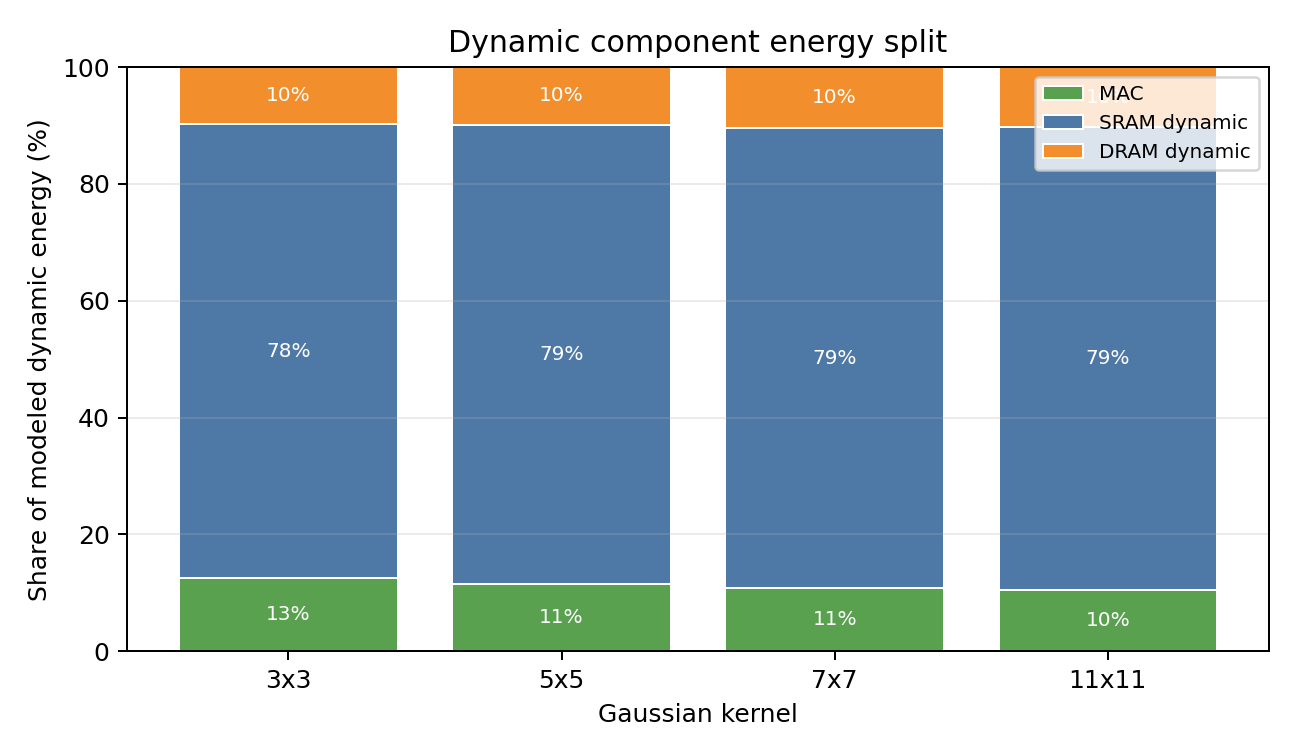 Dynamic component energy split
Share of modeled dynamic energy (%)
100
80
60
40
20
0
10%
10%
10%
10%
78%
79%
79%
79%
13%
11%
11%
10%
MAC
SRAM dynamic
DRAM dynamic
3x3
5x5
7x7
11x11
Gaussian kernel